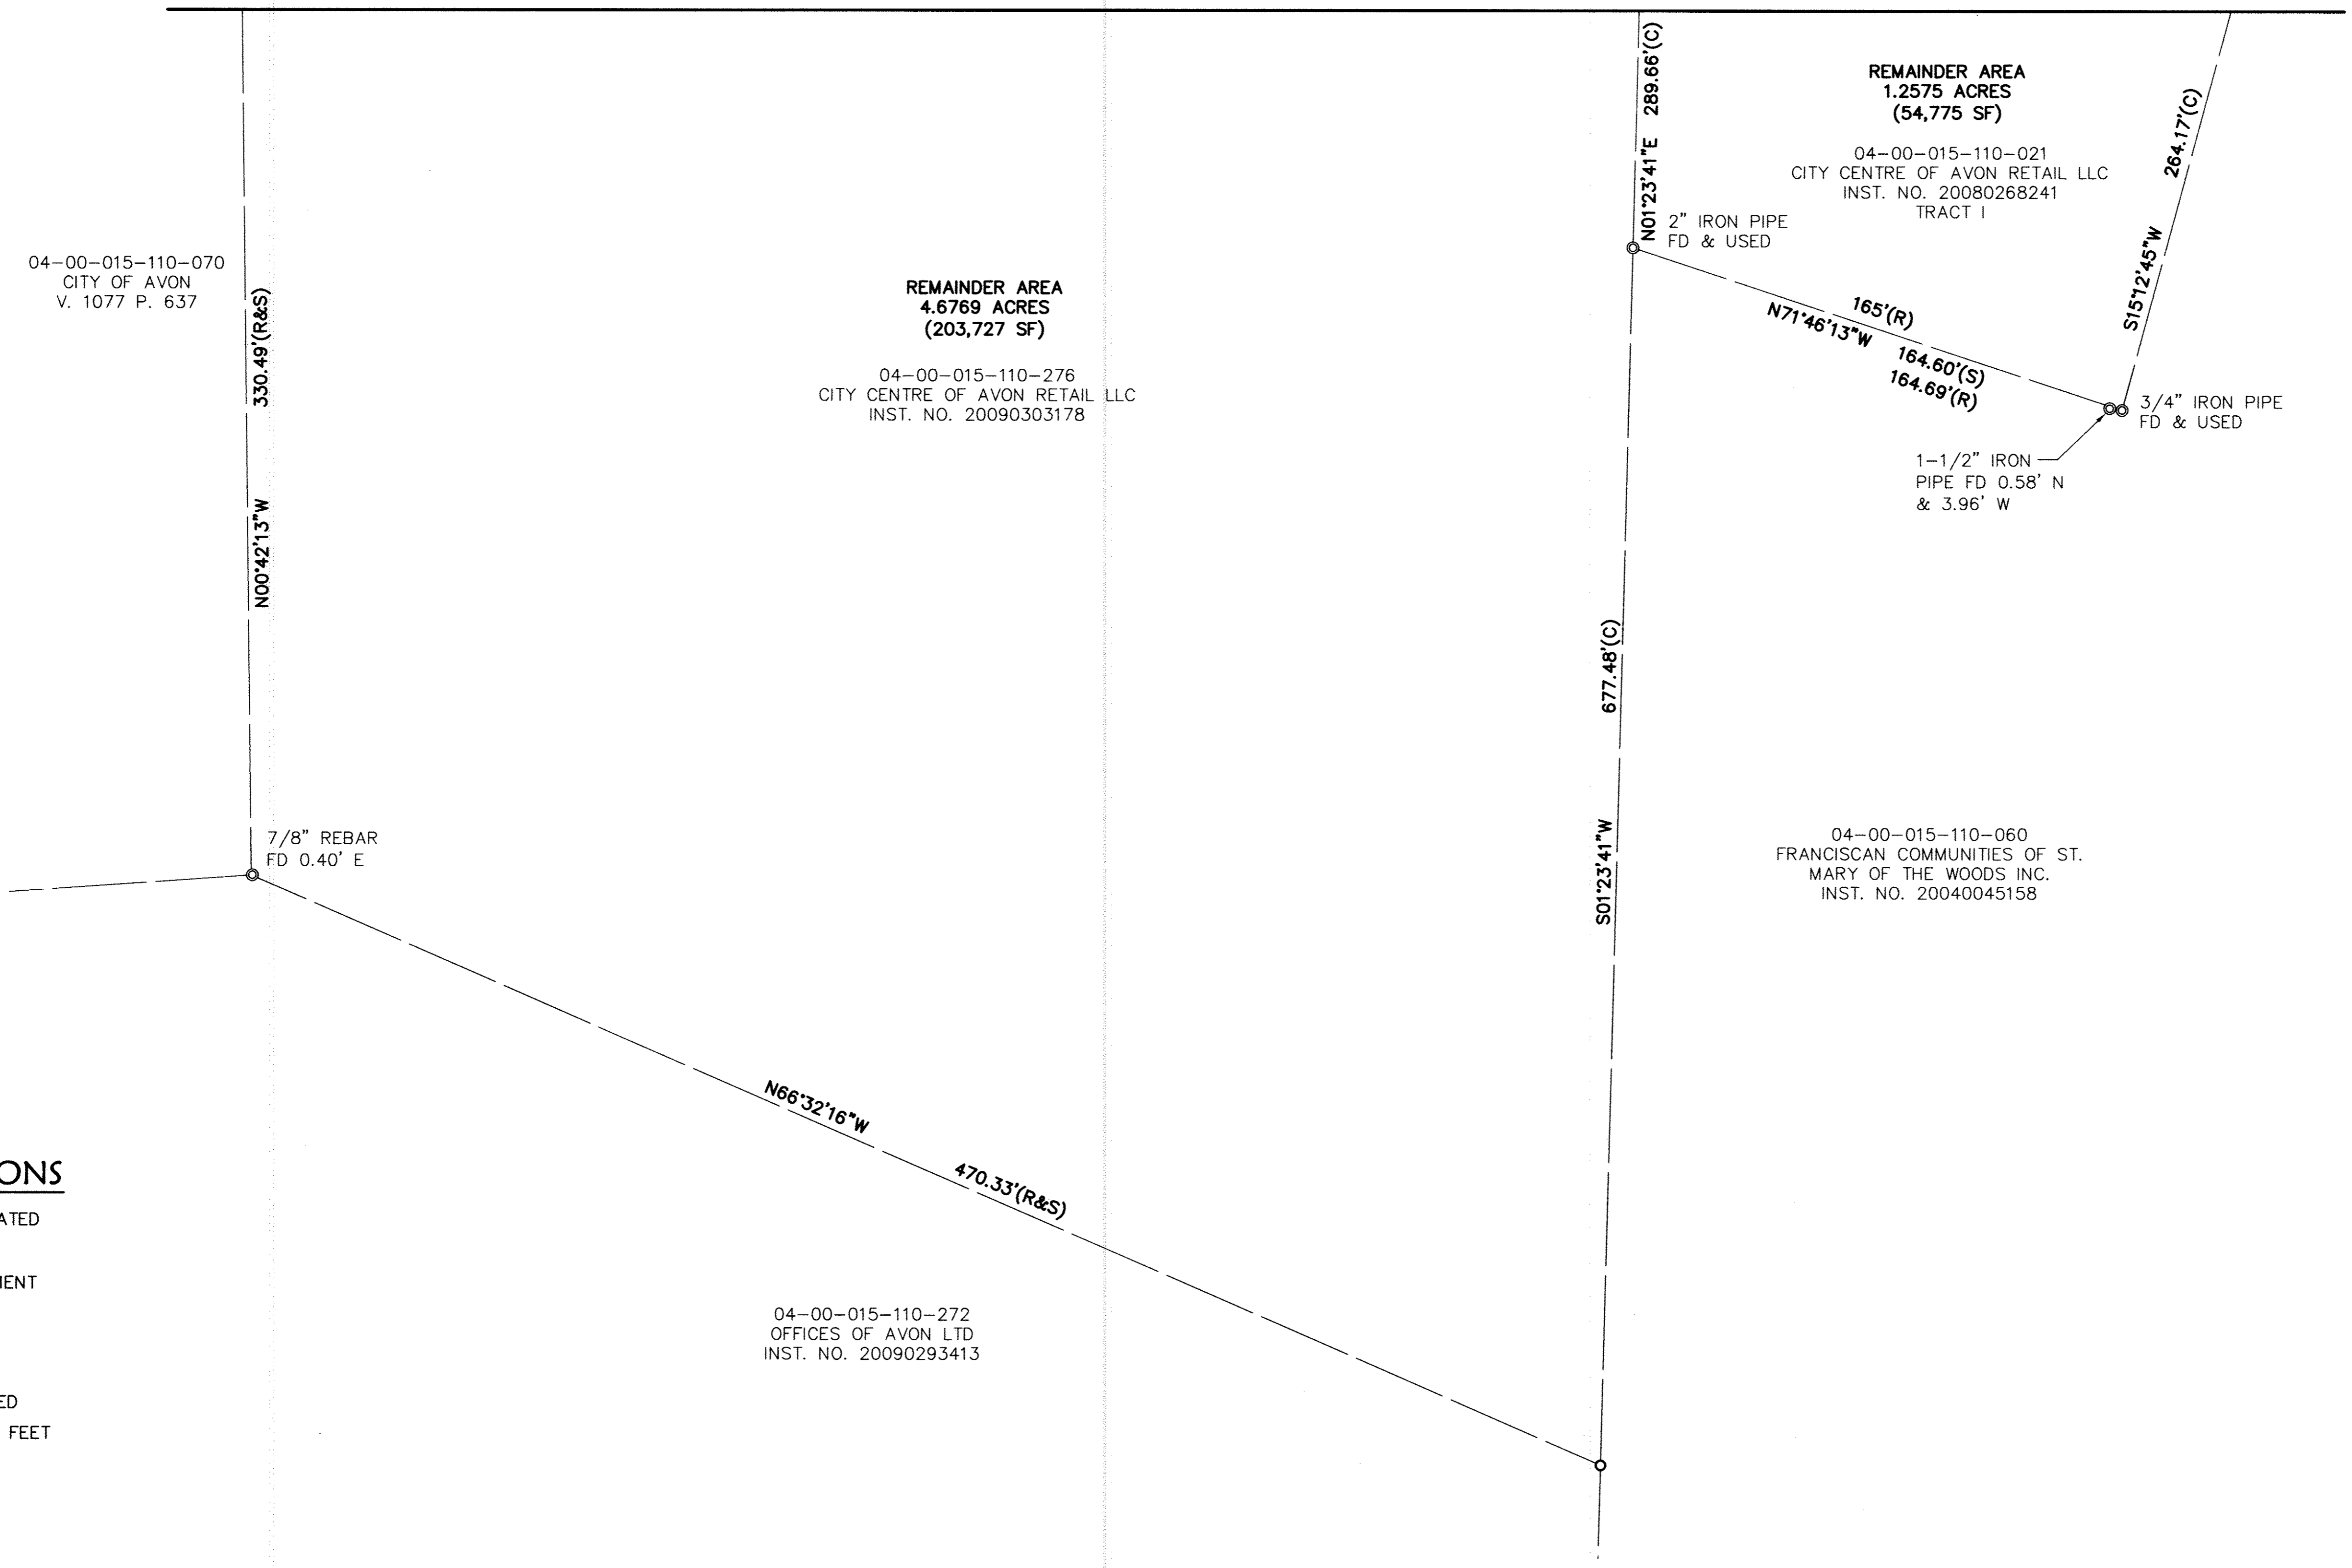 REMAINDER AREA
1.2575 ACRES
(54,775 SF)
04-00-015-110-021
CITY CENTRE OF AVON RETAIL LLC
INST. NO. 20080268241
TRACT I
N01°23'41"E 289.66'(C)
2" IRON PIPE
FD & USED
S15°12'45"W 264.17'(C)
165'(R)
N71°46'13"W 164.60'(S)
164.69'(R)
3/4" IRON PIPE
FD & USED
1-1/2" IRON
PIPE FD 0.58' N
& 3.96' W
04-00-015-110-070
CITY OF AVON
V. 1077 P. 637
N00°42'13"W 330.49'(R&S)
REMAINDER AREA
4.6769 ACRES
(203,727 SF)
04-00-015-110-276
CITY CENTRE OF AVON RETAIL LLC
INST. NO. 20090303178
S01°23'41"W 677.48'(C)
7/8" REBAR
FD 0.40' E
04-00-015-110-060
FRANCISCAN COMMUNITIES OF ST.
MARY OF THE WOODS INC.
INST. NO. 20040045158
N66°32'16"W 470.33'(R&S)
04-00-015-110-272
OFFICES OF AVON LTD
INST. NO. 20090293413
ONS
ATED
ED
FEET